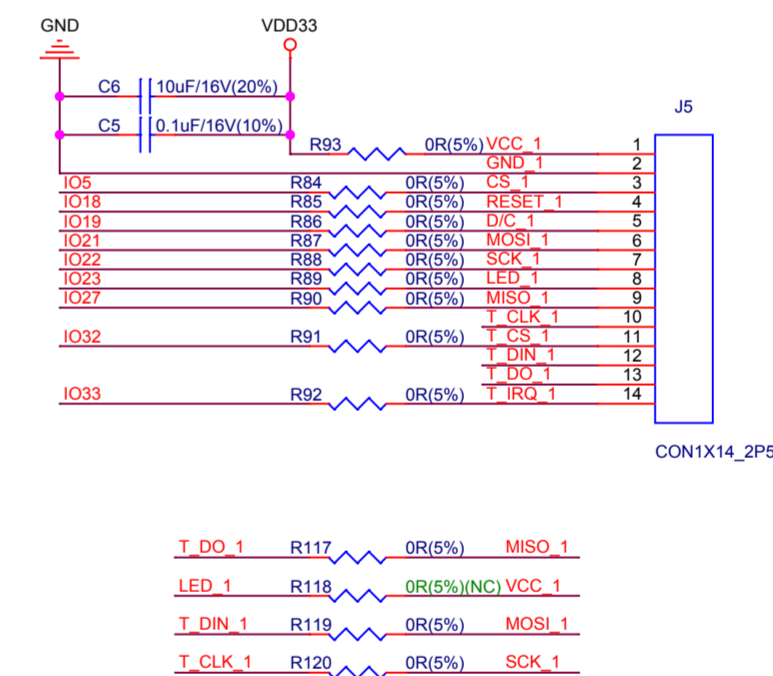 GND VDD33
C6 10uF/16V(20%)
C5 0.1uF/16V(10%)
J5
R93 0R(5%) VCC_1 1
GND_1 2
IO5 R84 0R(5%) CS_1 3
IO18 R85 0R(5%) RESET_1 4
IO19 R86 0R(5%) D/C_1 5
IO21 R87 0R(5%) MOSI_1 6
IO22 R88 0R(5%) SCK_1 7
IO23 R89 0R(5%) LED_1 8
IO27 R90 0R(5%) MISO_1 9
T_CLK_1 10
IO32 R91 0R(5%) T_CS_1 11
T_DIN_1 12
T_DO_1 13
IO33 R92 0R(5%) T_IRQ_1 14
CON1X14_2P5
T_DO_1 R117 0R(5%) MISO_1
LED_1 R118 0R(5%)(NC) VCC_1
T_DIN_1 R119 0R(5%) MOSI_1
T_CLK_1 R120 0R(5%) SCK_1